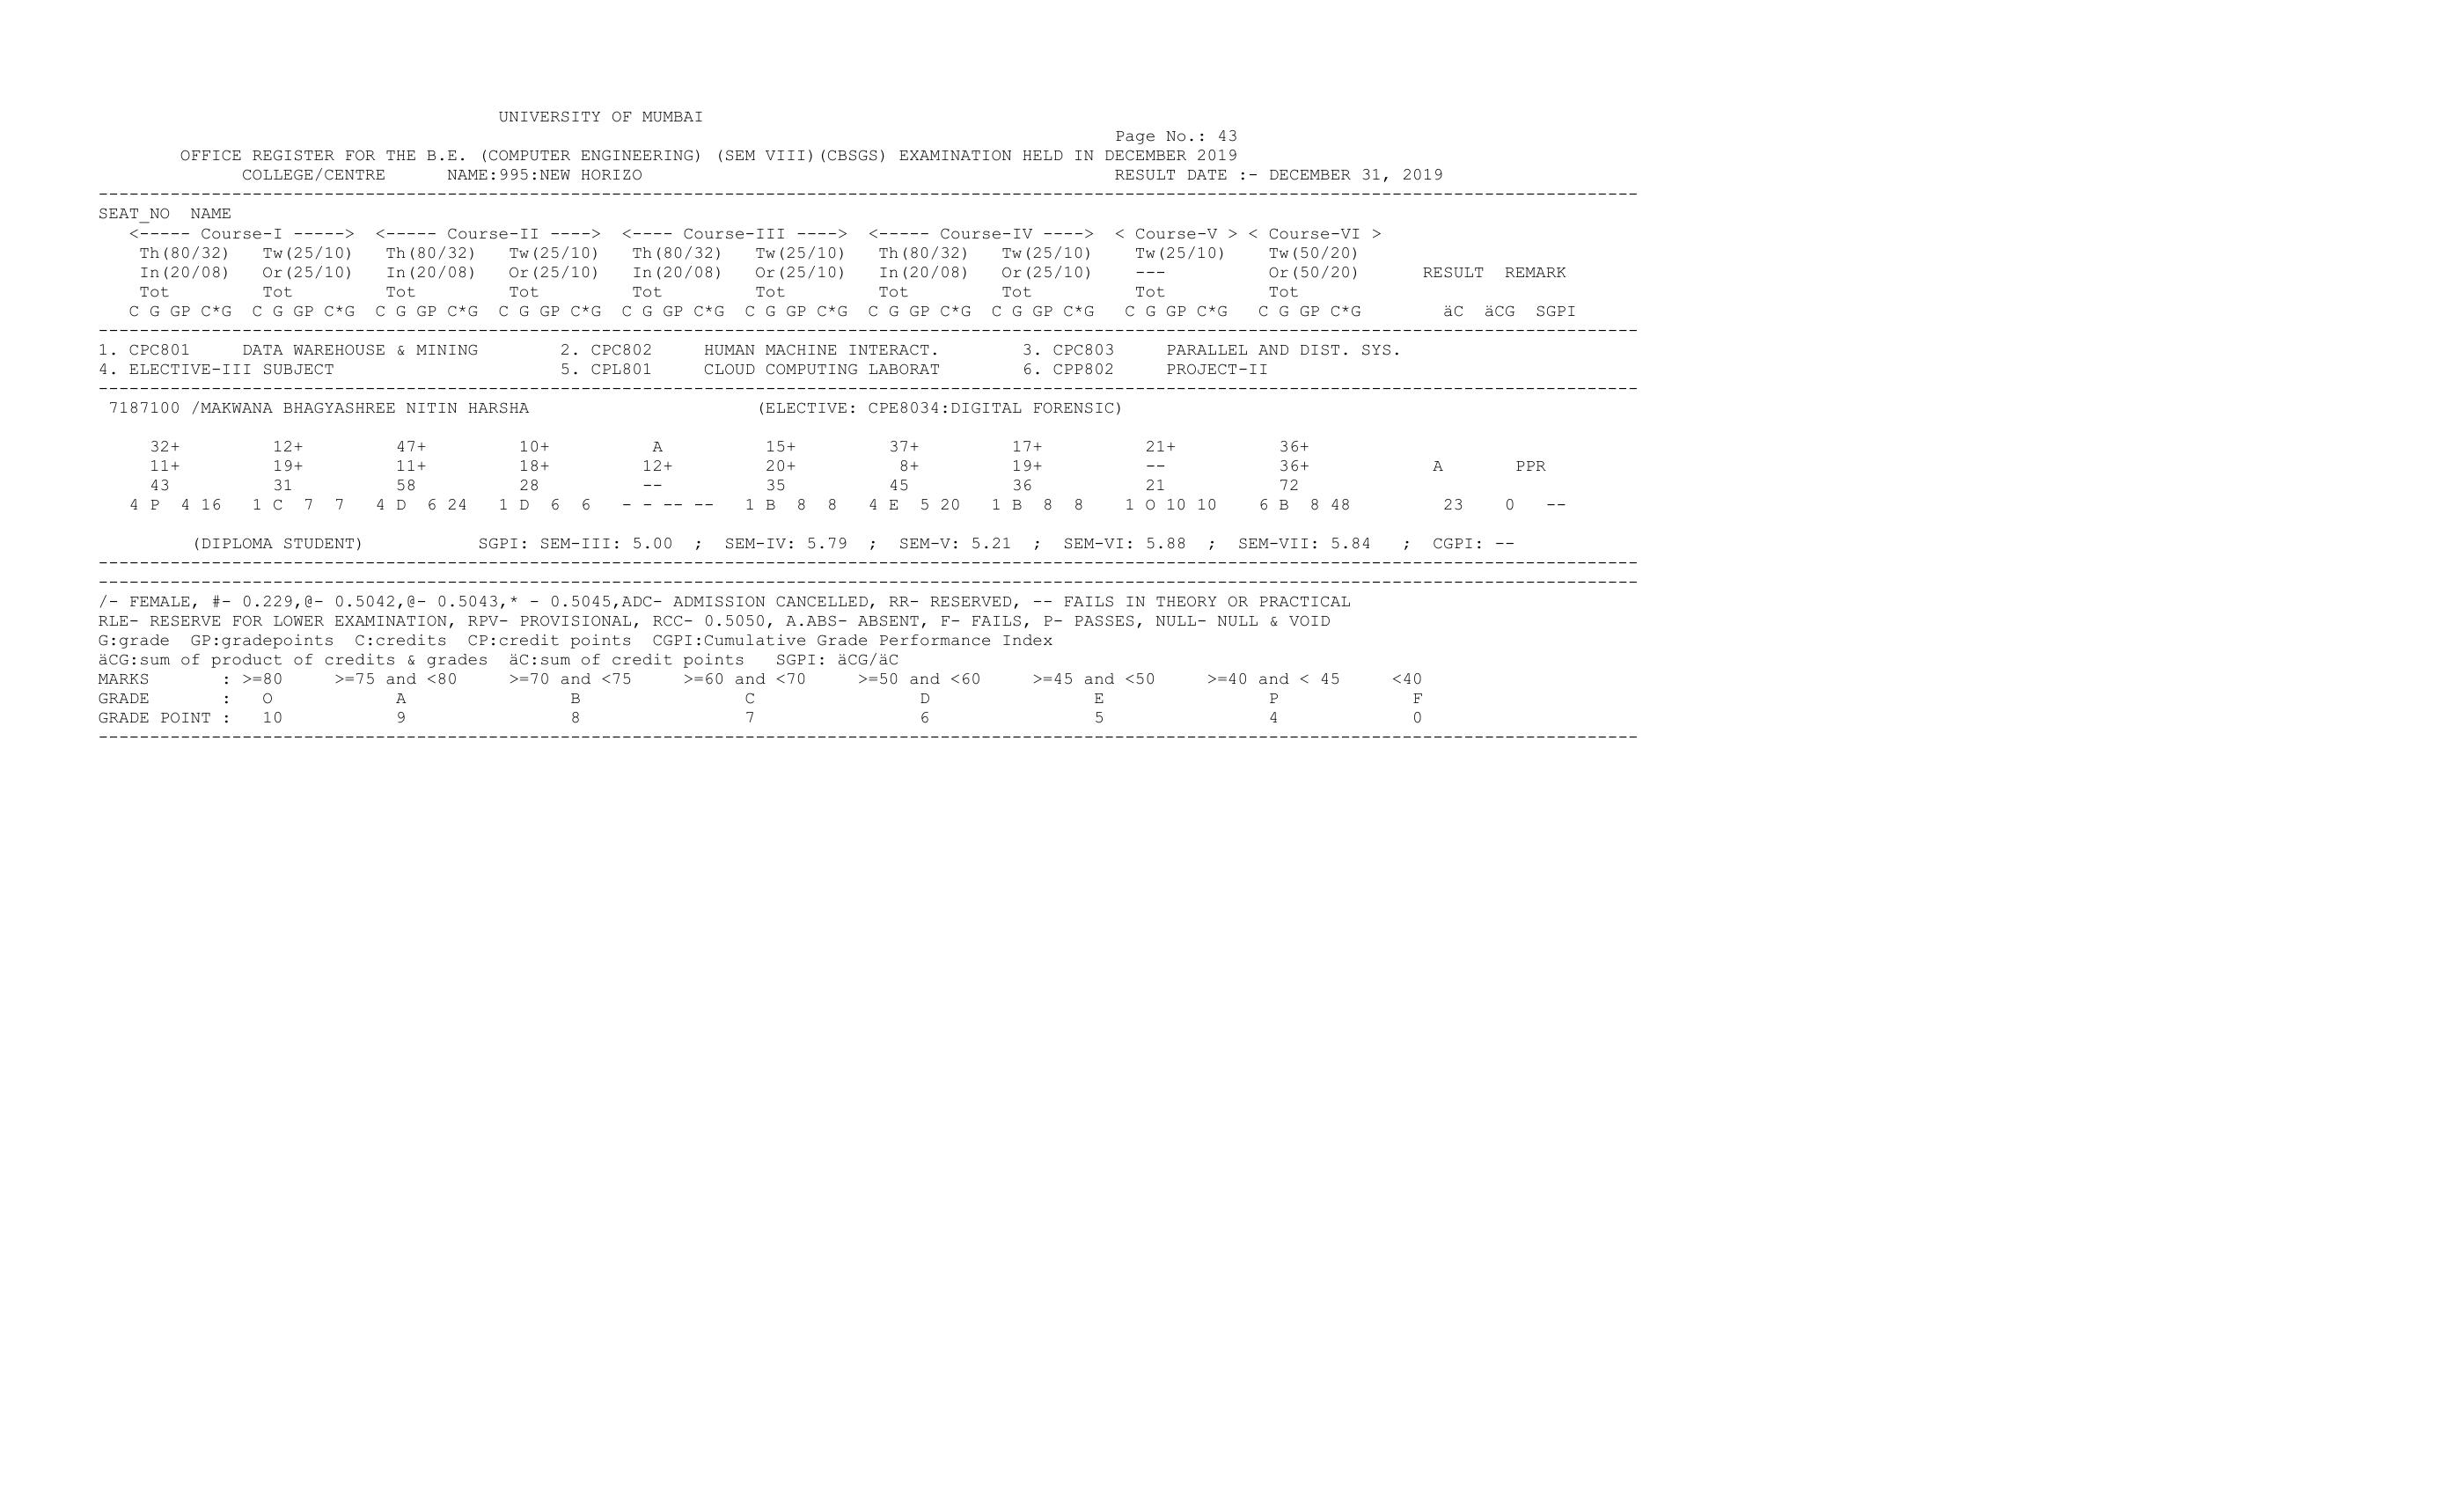 UNIVERSITY OF MUMBAI
Page No.: 43
OFFICE REGISTER FOR THE B.E. (COMPUTER ENGINEERING) (SEM VIII)(CBSGS) EXAMINATION HELD IN DECEMBER 2019
COLLEGE/CENTRE NAME:995:NEW HORIZO RESULT DATE :- DECEMBER 31, 2019
--------------------------------------------------------------------------------------------------------------------------------------------------
SEAT_NO NAME
<----- Course-I -----> <----- Course-II ----> <---- Course-III ----> <----- Course-IV ----> < Course-V > < Course-VI >
Th(80/32) Tw(25/10) Th(80/32) Tw(25/10) Th(80/32) Tw(25/10) Th(80/32) Tw(25/10) Tw(25/10) Tw(50/20)
In(20/08) Or(25/10) In(20/08) Or(25/10) In(20/08) Or(25/10) In(20/08) Or(25/10) --- Or(50/20) RESULT REMARK
Tot Tot Tot Tot Tot Tot Tot Tot Tot Tot
C G GP C*G C G GP C*G C G GP C*G C G GP C*G C G GP C*G C G GP C*G C G GP C*G C G GP C*G C G GP C*G C G GP C*G äC äCG SGPI
--------------------------------------------------------------------------------------------------------------------------------------------------
1. CPC801 DATA WAREHOUSE & MINING 2. CPC802 HUMAN MACHINE INTERACT. 3. CPC803 PARALLEL AND DIST. SYS.
4. ELECTIVE-III SUBJECT 5. CPL801 CLOUD COMPUTING LABORAT 6. CPP802 PROJECT-II
--------------------------------------------------------------------------------------------------------------------------------------------------
7187100 /MAKWANA BHAGYASHREE NITIN HARSHA (ELECTIVE: CPE8034:DIGITAL FORENSIC)
32+ 12+ 47+ 10+ A 15+ 37+ 17+ 21+ 36+
11+ 19+ 11+ 18+ 12+ 20+ 8+ 19+ -- 36+ A PPR
43 31 58 28 -- 35 45 36 21 72
4 P 4 16 1 C 7 7 4 D 6 24 1 D 6 6 - - -- -- 1 B 8 8 4 E 5 20 1 B 8 8 1 O 10 10 6 B 8 48 23 0 --
(DIPLOMA STUDENT) SGPI: SEM-III: 5.00 ; SEM-IV: 5.79 ; SEM-V: 5.21 ; SEM-VI: 5.88 ; SEM-VII: 5.84 ; CGPI: --
--------------------------------------------------------------------------------------------------------------------------------------------------
--------------------------------------------------------------------------------------------------------------------------------------------------
/- FEMALE, #- 0.229,@- 0.5042,@- 0.5043,* - 0.5045,ADC- ADMISSION CANCELLED, RR- RESERVED, -- FAILS IN THEORY OR PRACTICAL
RLE- RESERVE FOR LOWER EXAMINATION, RPV- PROVISIONAL, RCC- 0.5050, A.ABS- ABSENT, F- FAILS, P- PASSES, NULL- NULL & VOID
G:grade GP:gradepoints C:credits CP:credit points CGPI:Cumulative Grade Performance Index
äCG:sum of product of credits & grades äC:sum of credit points SGPI: äCG/äC
MARKS : >=80 >=75 and <80 >=70 and <75 >=60 and <70 >=50 and <60 >=45 and <50 >=40 and < 45 <40
GRADE : O A B C D E P F
GRADE POINT : 10 9 8 7 6 5 4 0
--------------------------------------------------------------------------------------------------------------------------------------------------